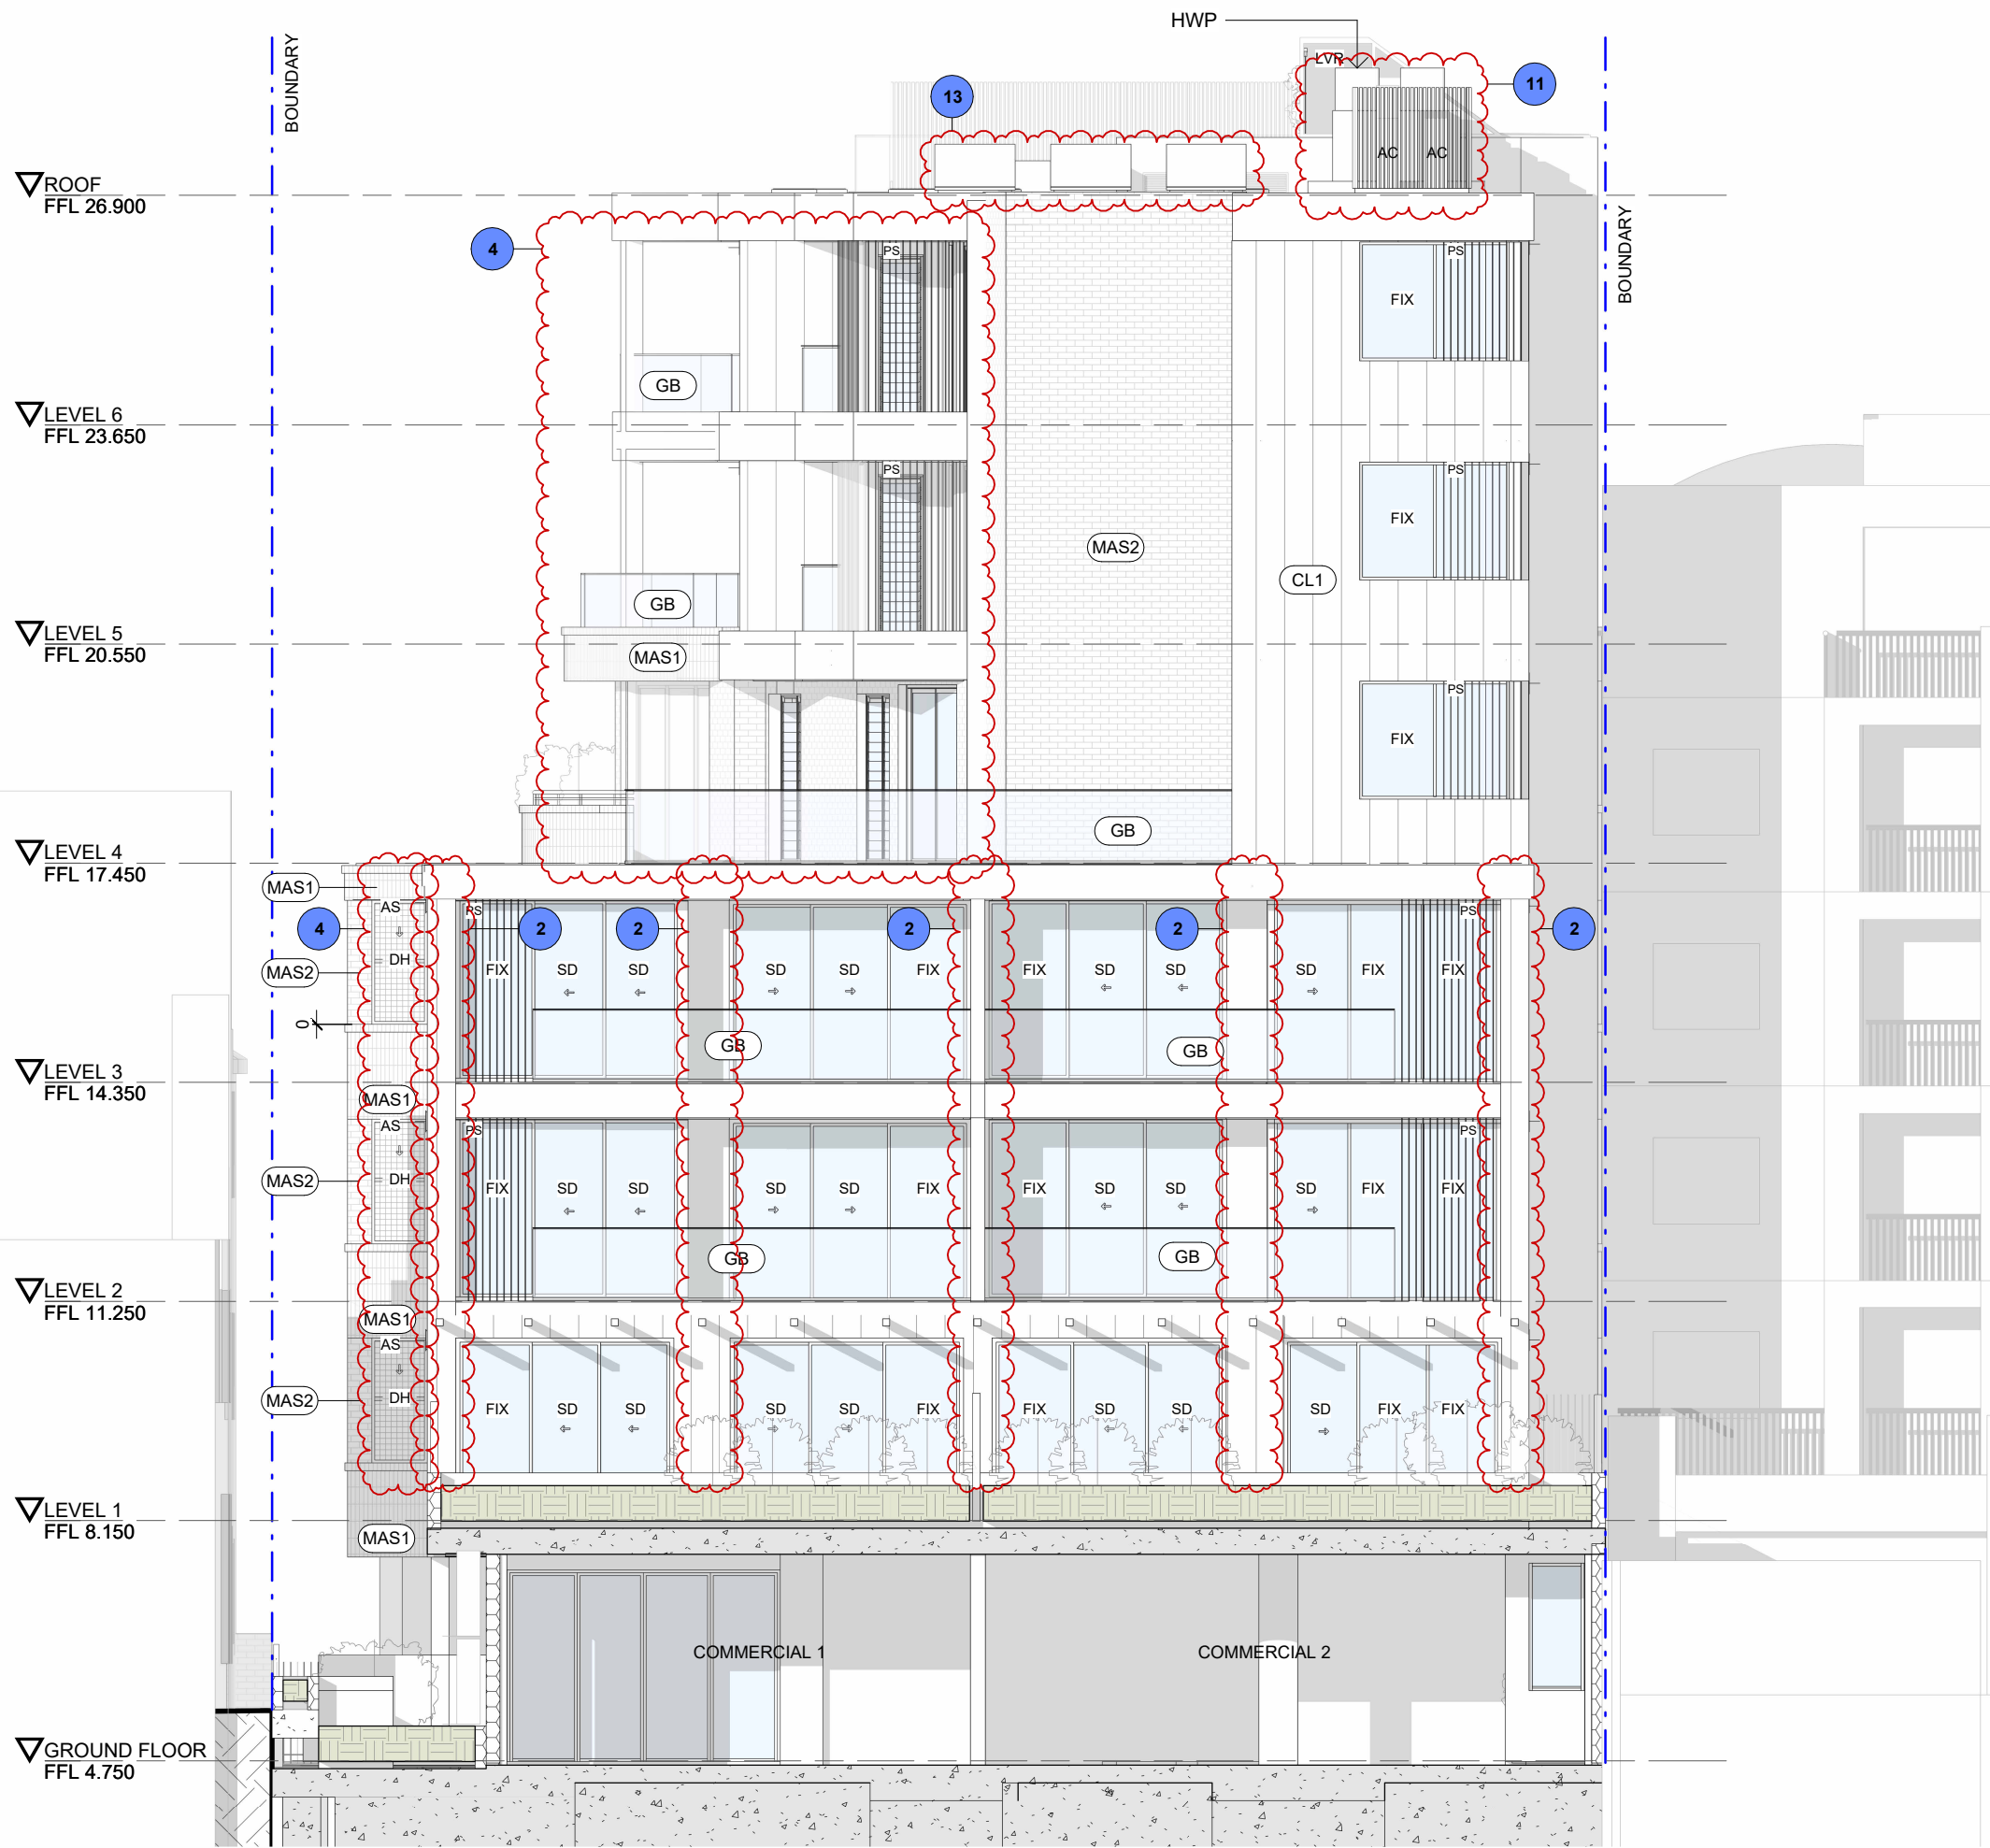 HWP
BOUNDARY
LVR
13
11
AC
AC
ROOF
FFL 26.900
BOUNDARY
4
PS
PS
FIX
GB
LEVEL 6
FFL 23.650
PS
PS
FIX
MAS2
CL1
GB
LEVEL 5
FFL 20.550
MAS1
PS
FIX
GB
LEVEL 4
FFL 17.450
MAS1
AS
PS
PS
4
2
2
2
2
2
DH
MAS2
FIX
SD
SD
SD
SD
FIX
FIX
SD
SD
SD
FIX
FIX
0
GB
GB
LEVEL 3
FFL 14.350
MAS1
AS
PS
PS
DH
MAS2
FIX
SD
SD
SD
SD
FIX
FIX
SD
SD
SD
FIX
FIX
GB
GB
LEVEL 2
FFL 11.250
MAS1
AS
DH
MAS2
FIX
SD
SD
SD
SD
FIX
FIX
SD
SD
SD
FIX
FIX
LEVEL 1
FFL 8.150
MAS1
COMMERCIAL 1
COMMERCIAL 2
GROUND FLOOR
FFL 4.750